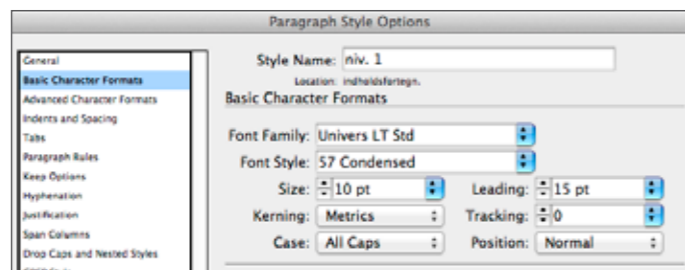 Paragraph Style Options
General
Basic Character Formats
Advanced Character Formats
Indents and Spacing
Tabs
Paragraph Rules
Keep Options
Hyphenation
Justification
Span Columns
Drop Caps and Nested Styles
Style Name: niv. 1
Location: indholdsfortegn.
Basic Character Formats
Font Family: Univers LT Std
Font Style: 57 Condensed
Size: 10 pt Leading: 15 pt
Kerning: Metrics Tracking: 0
Case: All Caps Position: Normal